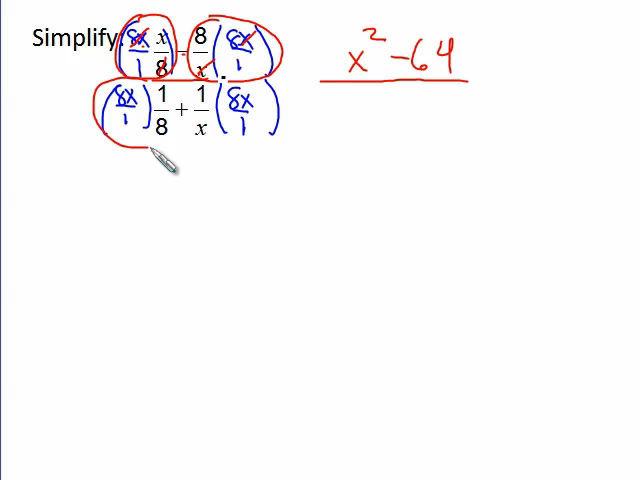 Simplify: (8x/1) x/8 − 8/x (8x/1) .
(8x/1) 1/8 + 1/x (8x/1)
x² − 64